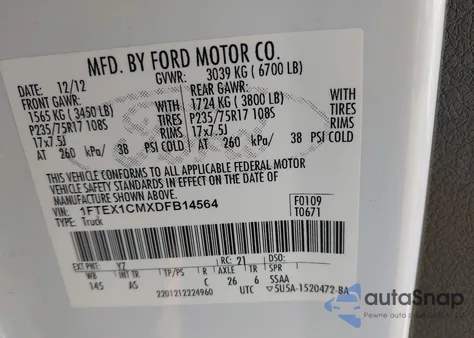 MFD. BY FORD MOTOR CO.
DATE: 12/12 GVWR: 3039 KG (6700 LB)
FRONT GAWR: REAR GAWR:
1565 KG (3450 LB) 1724 KG (3800 LB)
P235/75R17 108S TIRES P235/75R17 108S TIRES
17x7.5J RIMS 17x7.5J RIMS
AT 260 kPa/ 38 PSI COLD AT 260 kPa/ 38 PSI COLD
THIS VEHICLE CONFORMS TO ALL APPLICABLE FEDERAL MOTOR
VEHICLE SAFETY STANDARDS IN EFFECT ON THE DATE OF MANUFACTURE
SHOWN ABOVE.
VIN: 1FTEX1CMXDFB14564 F0109
TYPE: Truck T0671
EXT PNT: YZ RC: 21 DSO:
WB TP/PS R AXLE TR SSAA
145 AS C 26 6
2201212224960 UTC 5U5A-1520472-BA
autoSnap
Pewne auto z